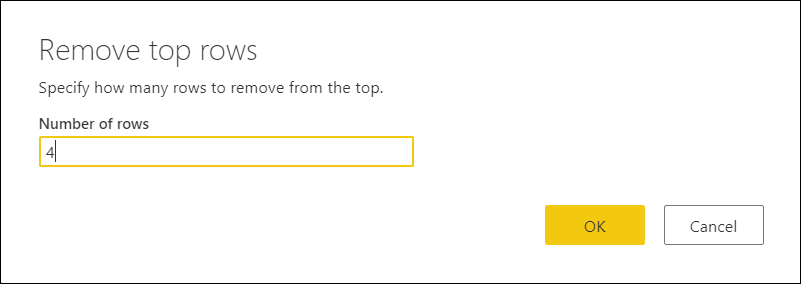 Remove top rows
Specify how many rows to remove from the top.
Number of rows
4
OK
Cancel